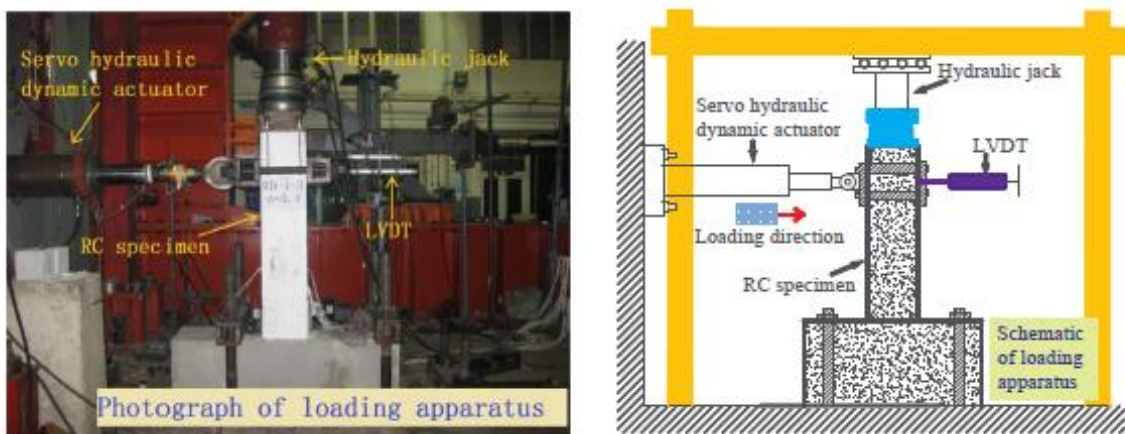 Servo hydraulic
dynamic actuator
Hydraulic jack
RC specimen
LVDT
Photograph of loading apparatus
Hydraulic jack
Servo hydraulic
dynamic actuator
LVDT
Loading direction
RC specimen
Schematic
of loading
apparatus